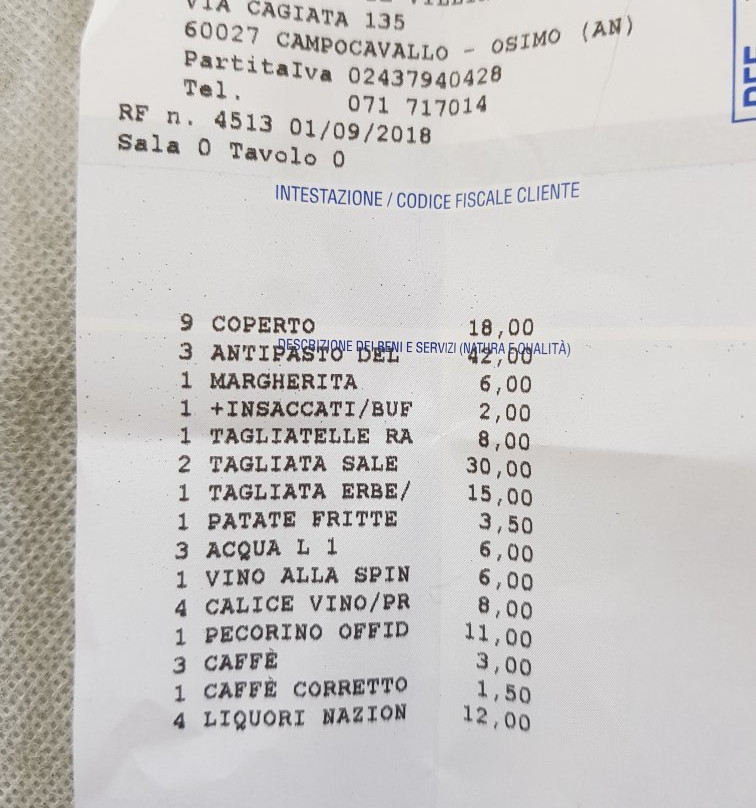 VIA CAGIATA 135
60027 CAMPOCAVALLO - OSIMO (AN)
PartitaIva 02437940428
Tel. 071 717014
RF n. 4513 01/09/2018
Sala 0 Tavolo 0
INTESTAZIONE / CODICE FISCALE CLIENTE
9 COPERTO 18,00
DESCRIZIONE DEI BENI E SERVIZI (NATURA E QUALITÀ)
3 ANTIPASTO DEL 42,00
1 MARGHERITA 6,00
1 +INSACCATI/BUF 2,00
1 TAGLIATELLE RA 8,00
2 TAGLIATA SALE 30,00
1 TAGLIATA ERBE/ 15,00
1 PATATE FRITTE 3,50
3 ACQUA L 1 6,00
1 VINO ALLA SPIN 6,00
4 CALICE VINO/PR 8,00
1 PECORINO OFFID 11,00
3 CAFFÈ 3,00
1 CAFFÈ CORRETTO 1,50
4 LIQUORI NAZION 12,00